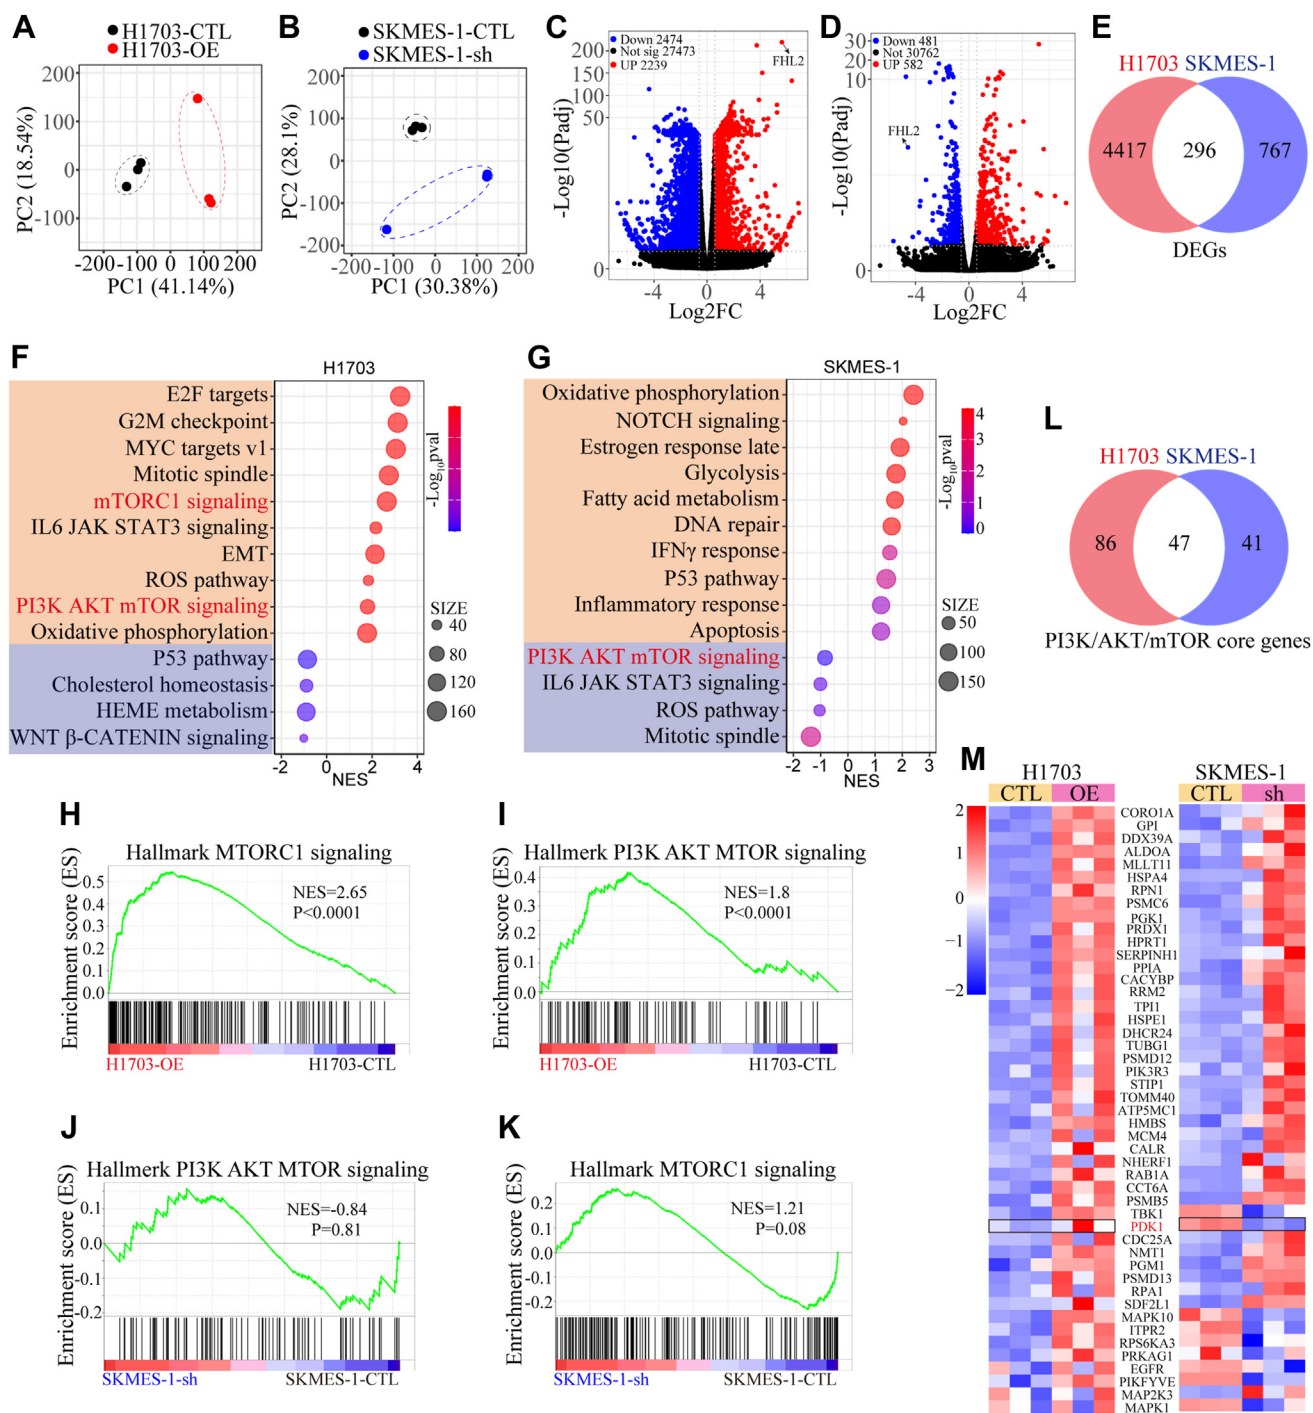 A
H1703-CTL
H1703-OE
PC2 (18.54%)
200
100
0
-100
-200
-100
0
100
200
PC1 (41.14%)
B
SKMES-1-CTL
SKMES-1-sh
PC2 (28.1%)
200
100
0
-100
-200
-200
-100
0
100
200
PC1 (30.38%)
C
Down 2474
Not sig 27473
UP 2239
FHL2
-Log10(Padj)
200
150
100
50
0
-4
0
4
Log2FC
D
Down 481
Not 30762
UP 582
FHL2
-Log10(Padj)
30
20
10
0
-4
0
4
Log2FC
E
H1703 SKMES-1
4417
296
767
DEGs
F
H1703
E2F targets
G2M checkpoint
MYC targets v1
Mitotic spindle
mTORC1 signaling
IL6 JAK STAT3 signaling
EMT
ROS pathway
PI3K AKT mTOR signaling
Oxidative phosphorylation
P53 pathway
Cholesterol homeostasis
HEME metabolism
WNT β-CATENIN signaling
-2
0
2
4
NES
-Log10pval
SIZE
40
80
120
160
G
SKMES-1
Oxidative phosphorylation
NOTCH signaling
Estrogen response late
Glycolysis
Fatty acid metabolism
DNA repair
IFNγ response
P53 pathway
Inflammatory response
Apoptosis
PI3K AKT mTOR signaling
IL6 JAK STAT3 signaling
ROS pathway
Mitotic spindle
-2
-1
0
1
2
3
NES
-Log10pval
4
3
2
1
0
SIZE
50
100
150
L
H1703 SKMES-1
86
47
41
PI3K/AKT/mTOR core genes
H
Hallmark MTORC1 signaling
Enrichment score (ES)
0.5
0.4
0.3
0.2
0.1
0.0
NES=2.65
P<0.0001
H1703-OE
H1703-CTL
I
Hallmerk PI3K AKT MTOR signaling
Enrichment score (ES)
0.4
0.3
0.2
0.1
0.0
NES=1.8
P<0.0001
H1703-OE
H1703-CTL
J
Hallmerk PI3K AKT MTOR signaling
Enrichment score (ES)
0.1
0.0
-0.1
-0.2
NES=-0.84
P=0.81
SKMES-1-sh
SKMES-1-CTL
K
Hallmark MTORC1 signaling
Enrichment score (ES)
0.2
0.1
0.0
-0.1
-0.2
NES=1.21
P=0.08
SKMES-1-sh
SKMES-1-CTL
M
H1703
SKMES-1
CTL
OE
CTL
sh
2
1
0
−1
−2
CORO1A
GPI
DDX39A
ALDOA
MLLT11
HSPA4
RPN1
PSMC6
PGK1
PRDX1
HPRT1
SERPINH1
PPIA
CACYBP
RRM2
TPI1
HSPE1
DHCR24
TUBG1
PSMD12
PIK3R3
STIP1
TOMM40
ATP5MC1
HMBS
MCM4
CALR
NHERF1
RAB1A
CCT6A
PSMB5
TBK1
PDK1
CDC25A
NMT1
PGM1
PSMD13
RPA1
SDF2L1
MAPK10
ITPR2
RPS6KA3
PRKAG1
EGFR
PIKFYVE
MAP2K3
MAPK1